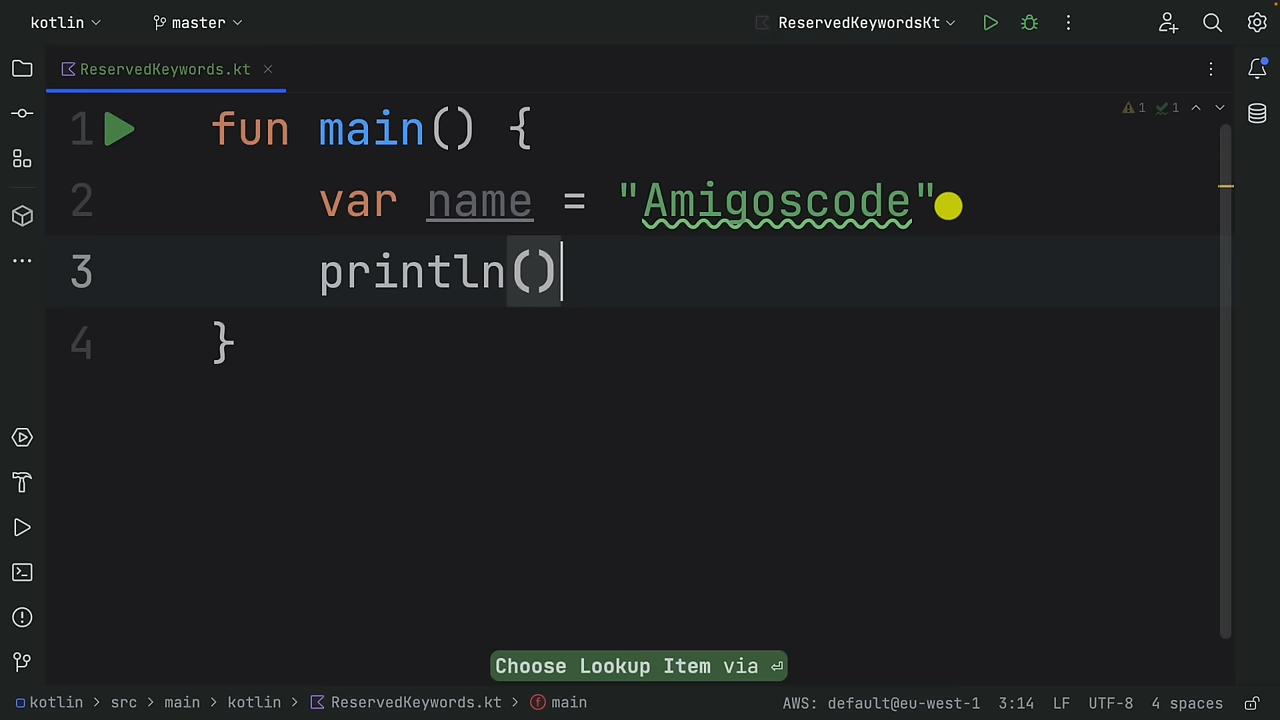 kotlin master ReservedKeywordsKt
ReservedKeywords.kt
1 fun main() {
1 1
2 var name = "Amigoscode"
3 println()
4 }
Choose Lookup Item via ⏎
kotlin > src > main > kotlin > ReservedKeywords.kt > f main AWS: default@eu-west-1 3:14 LF UTF-8 4 spaces